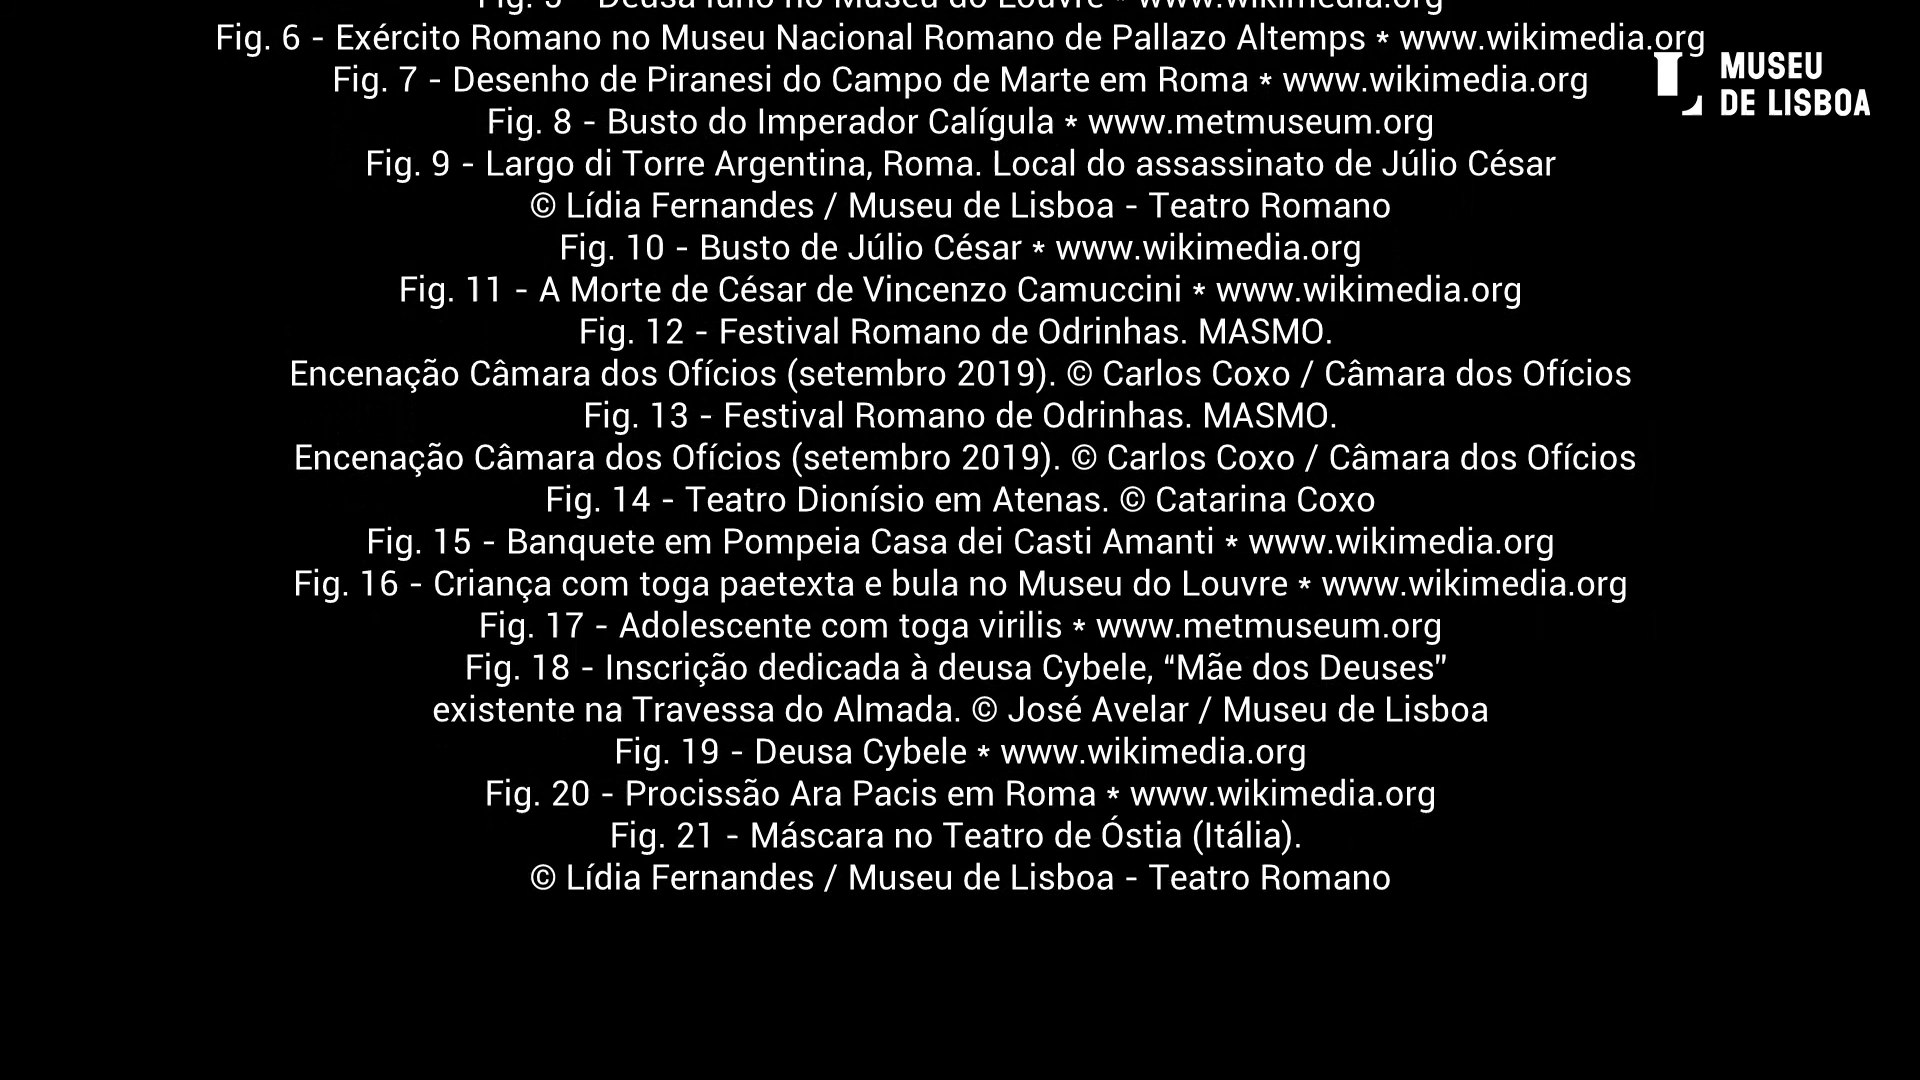 Fig. 5 - Deusa Juno no Museu do Louvre * www.wikimedia.org
Fig. 6 - Exército Romano no Museu Nacional Romano de Pallazo Altemps * www.wikimedia.org
MUSEU
DE LISBOA
Fig. 7 - Desenho de Piranesi do Campo de Marte em Roma * www.wikimedia.org
Fig. 8 - Busto do Imperador Calígula * www.metmuseum.org
Fig. 9 - Largo di Torre Argentina, Roma. Local do assassinato de Júlio César
© Lídia Fernandes / Museu de Lisboa - Teatro Romano
Fig. 10 - Busto de Júlio César * www.wikimedia.org
Fig. 11 - A Morte de César de Vincenzo Camuccini * www.wikimedia.org
Fig. 12 - Festival Romano de Odrinhas. MASMO.
Encenação Câmara dos Ofícios (setembro 2019). © Carlos Coxo / Câmara dos Ofícios
Fig. 13 - Festival Romano de Odrinhas. MASMO.
Encenação Câmara dos Ofícios (setembro 2019). © Carlos Coxo / Câmara dos Ofícios
Fig. 14 - Teatro Dionísio em Atenas. © Catarina Coxo
Fig. 15 - Banquete em Pompeia Casa dei Casti Amanti * www.wikimedia.org
Fig. 16 - Criança com toga paetexta e bula no Museu do Louvre * www.wikimedia.org
Fig. 17 - Adolescente com toga virilis * www.metmuseum.org
Fig. 18 - Inscrição dedicada à deusa Cybele, “Mãe dos Deuses”
existente na Travessa do Almada. © José Avelar / Museu de Lisboa
Fig. 19 - Deusa Cybele * www.wikimedia.org
Fig. 20 - Procissão Ara Pacis em Roma * www.wikimedia.org
Fig. 21 - Máscara no Teatro de Óstia (Itália).
© Lídia Fernandes / Museu de Lisboa - Teatro Romano